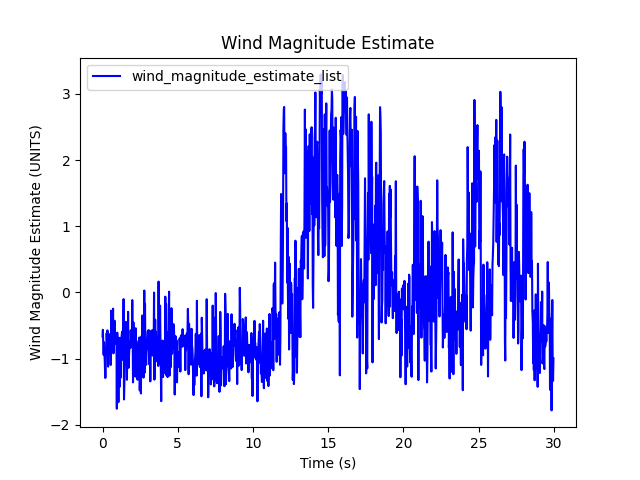 Wind Magnitude Estimate
wind_magnitude_estimate_list
Wind Magnitude Estimate (UNITS)
3
2
1
0
−1
−2
0 5 10 15 20 25 30
Time (s)